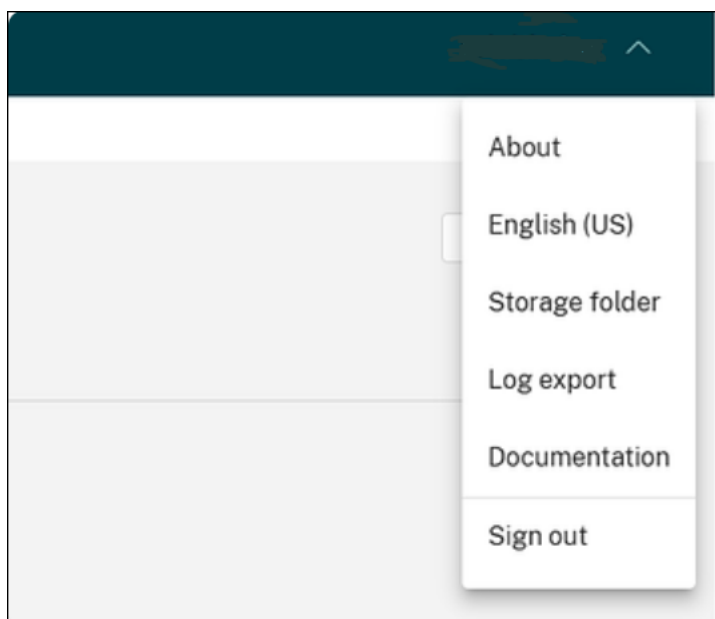 About
English (US)
Storage folder
Log export
Documentation
Sign out